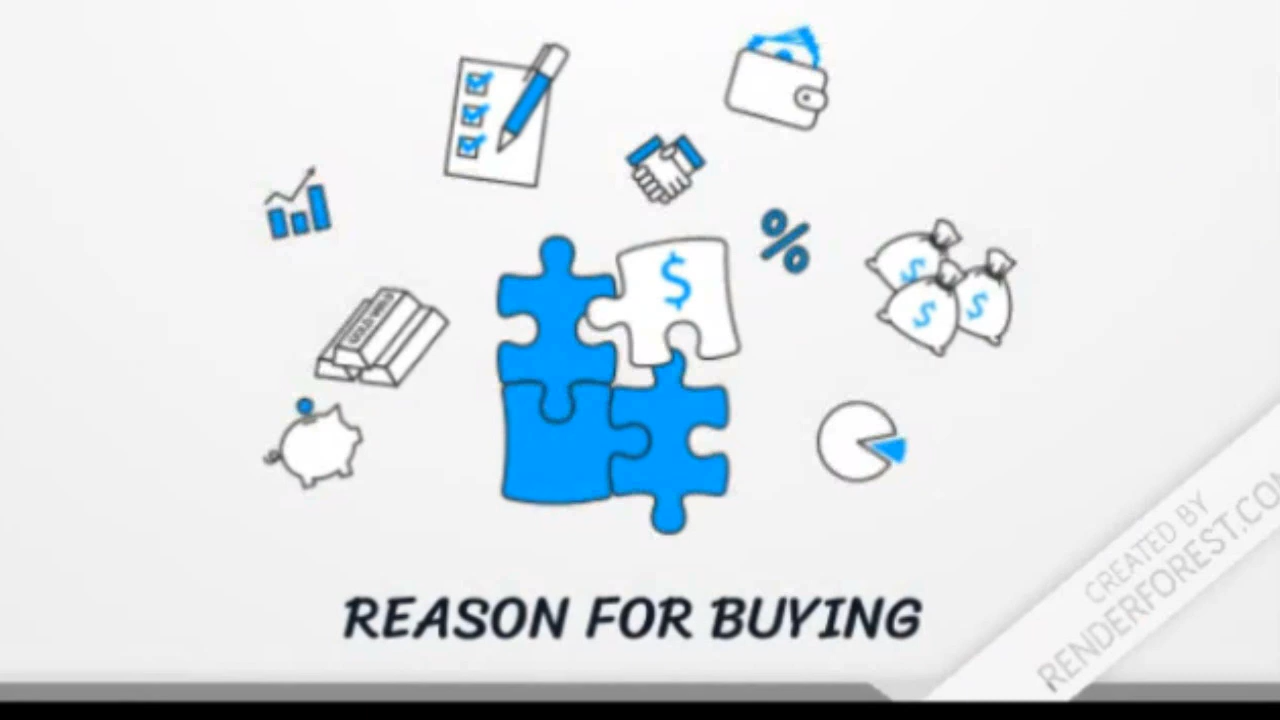 $
%
$
$
$
REASON FOR BUYING
CREATED BY
RENDERFOREST.CO